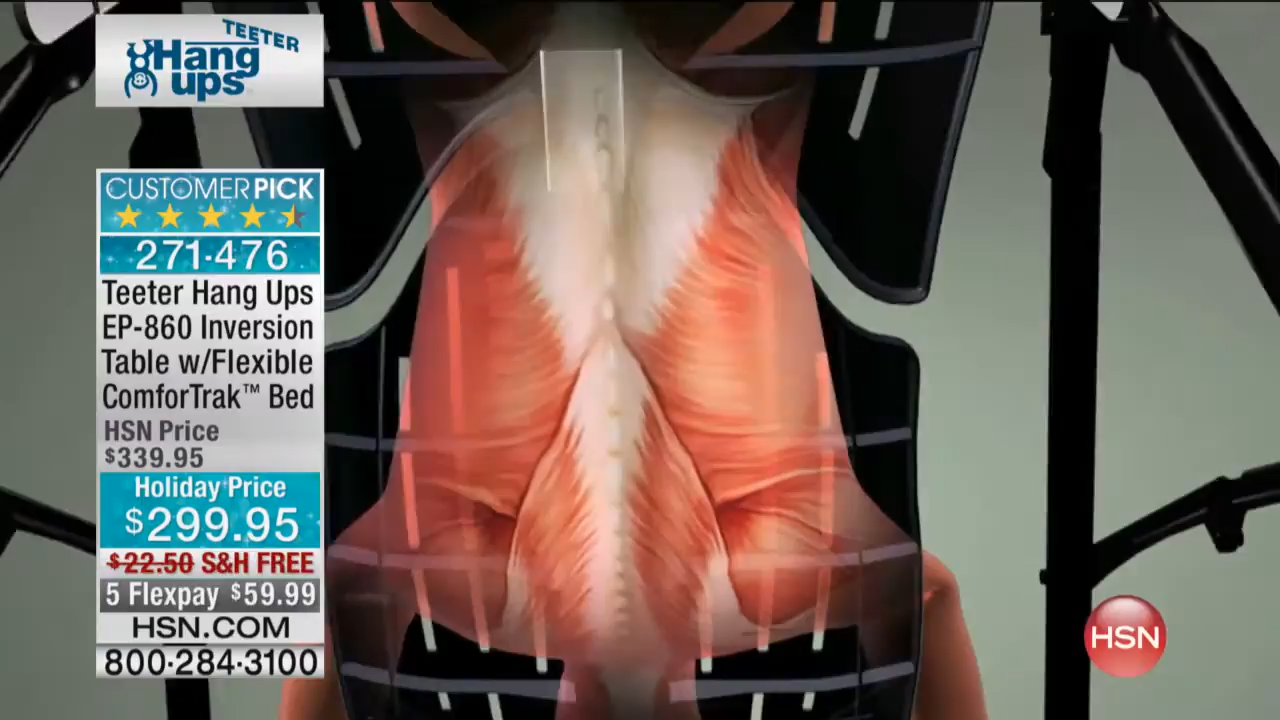 TEETER
Hang
ups
CUSTOMER PICK
271·476
Teeter Hang Ups
EP-860 Inversion
Table w/Flexible
ComforTrak™ Bed
HSN Price
$339.95
Holiday Price
$299.95
$22.50 S&H FREE
5 Flexpay $59.99
HSN.COM
800·284·3100
HSN